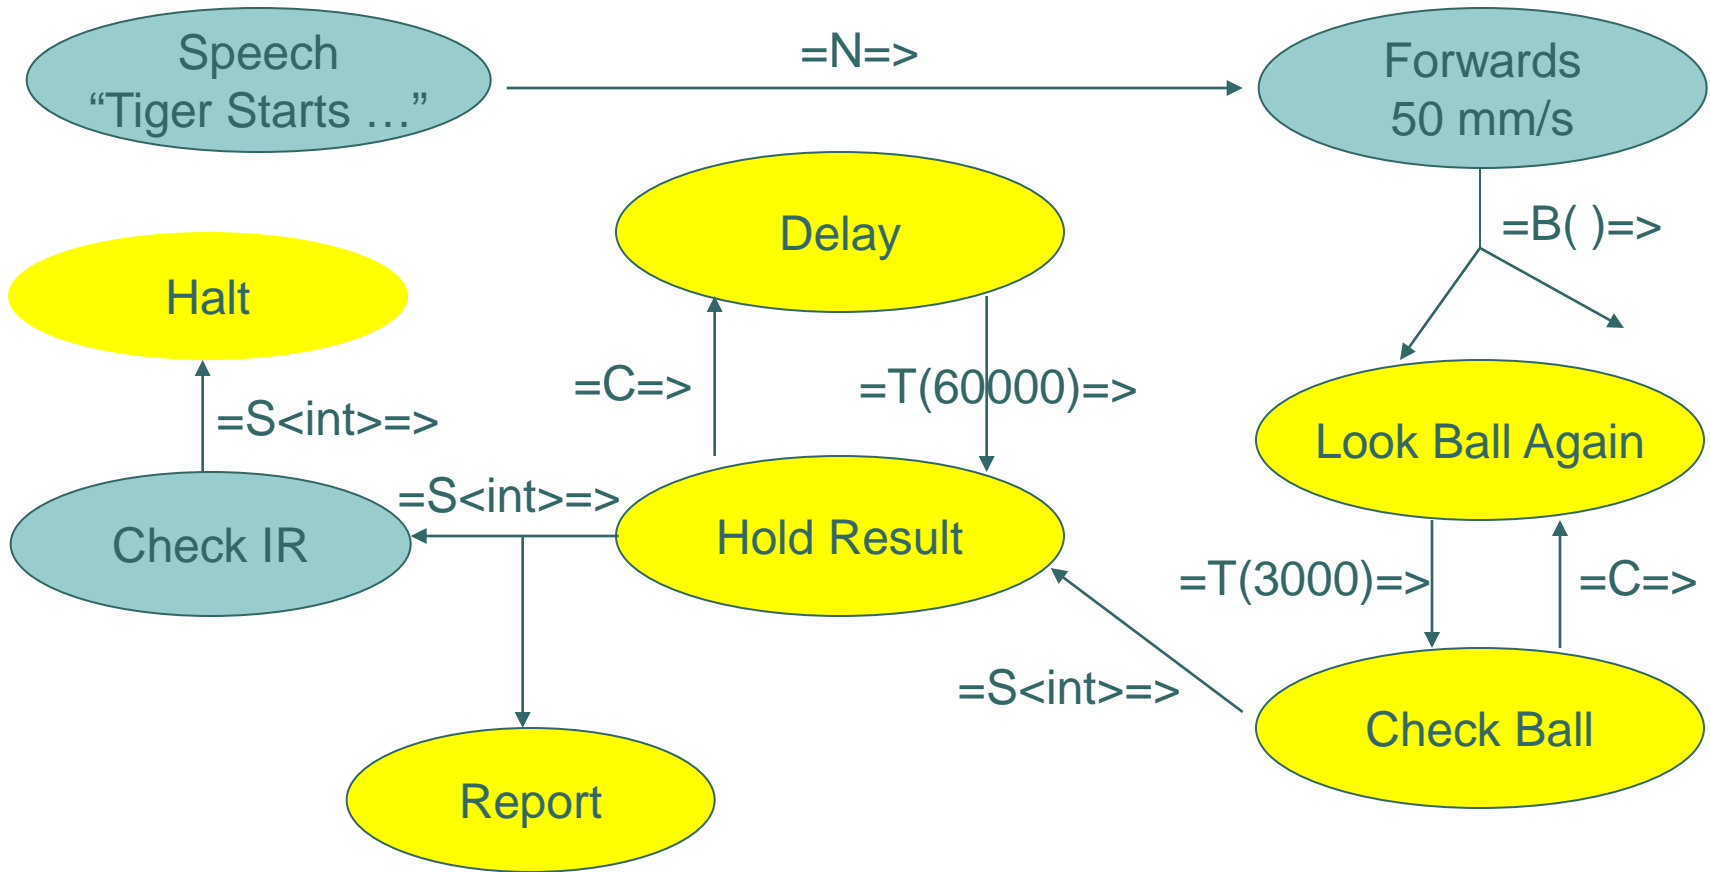 Speech
“Tiger Starts …”
=N=>
Forwards
50 mm/s
Delay
=B( )=>
Halt
=C=>
=T(60000)=>
=S<int>=>
Look Ball Again
=S<int>=>
Check IR
Hold Result
=T(3000)=>
=C=>
=S<int>=>
Check Ball
Report